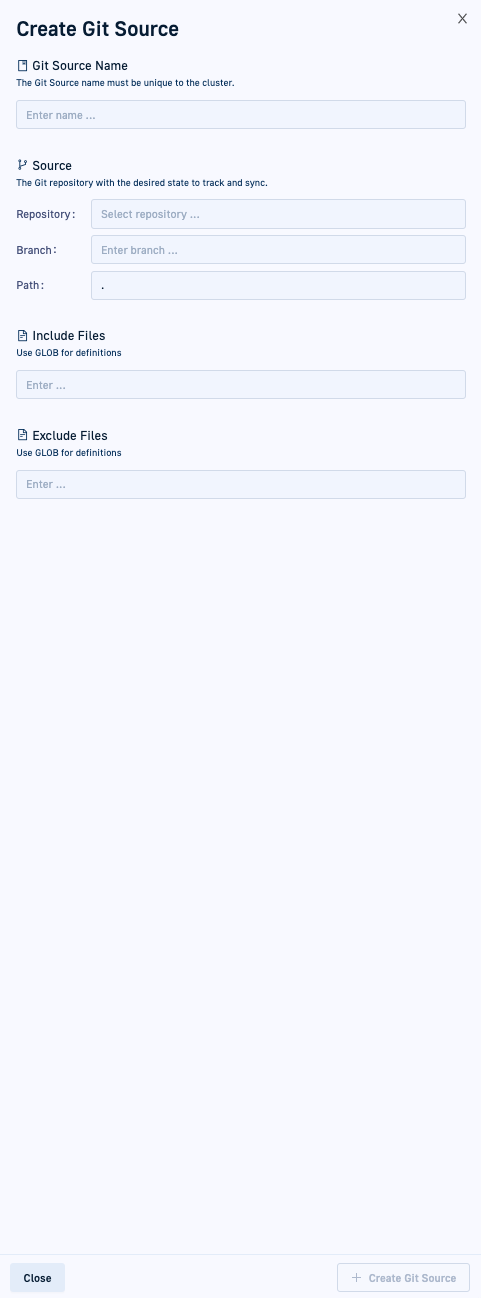 Create Git Source
X
Git Source Name
The Git Source name must be unique to the cluster.
Enter name ...
Source
The Git repository with the desired state to track and sync.
Repository: Select repository ...
Branch: Enter branch ...
Path: .
Include Files
Use GLOB for definitions
Enter ...
Exclude Files
Use GLOB for definitions
Enter ...
Close + Create Git Source